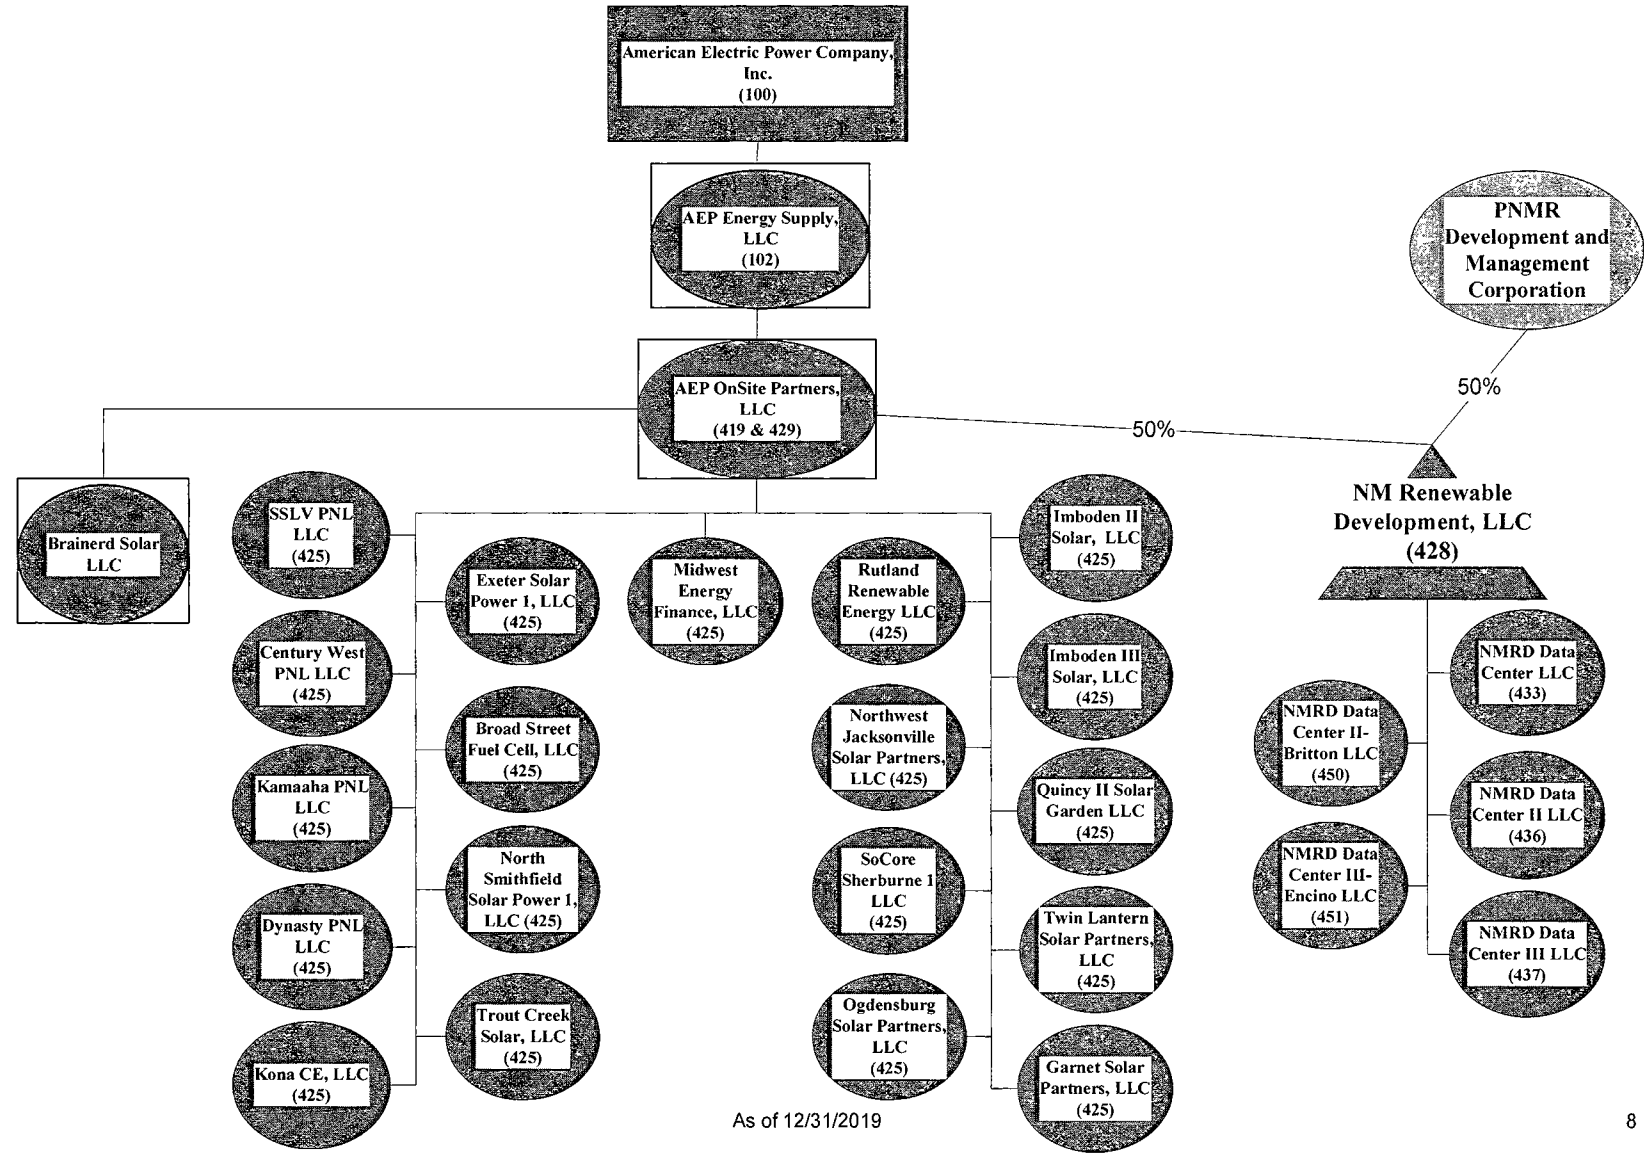 American Electric Power Company,
Inc.
(100)
AEP Energy Supply,
LLC
(102)
PNMR
Development and
Management
Corporation
AEP OnSite Partners,
LLC
(419 & 429)
50%
50%
NM Renewable
Development, LLC
(428)
Brainerd Solar
LLC
SSLV PNL
LLC
(425)
Century West
PNL LLC
(425)
Kamaaha PNL
LLC
(425)
Dynasty PNL
LLC
(425)
Kona CE, LLC
(425)
Exeter Solar
Power 1, LLC
(425)
Broad Street
Fuel Cell, LLC
(425)
North
Smithfield
Solar Power 1,
LLC (425)
Trout Creek
Solar, LLC
(425)
Midwest
Energy
Finance, LLC
(425)
Rutland
Renewable
Energy LLC
(425)
Northwest
Jacksonville
Solar Partners,
LLC (425)
SoCore
Sherburne 1
LLC
(425)
Ogdensburg
Solar Partners,
LLC
(425)
Imboden II
Solar, LLC
(425)
Imboden III
Solar, LLC
(425)
Quincy II Solar
Garden LLC
(425)
Twin Lantern
Solar Partners,
LLC
(425)
Garnet Solar
Partners, LLC
(425)
NMRD Data
Center II-
Britton LLC
(450)
NMRD Data
Center III-
Encino LLC
(451)
NMRD Data
Center LLC
(433)
NMRD Data
Center II LLC
(436)
NMRD Data
Center III LLC
(437)
As of 12/31/2019
8